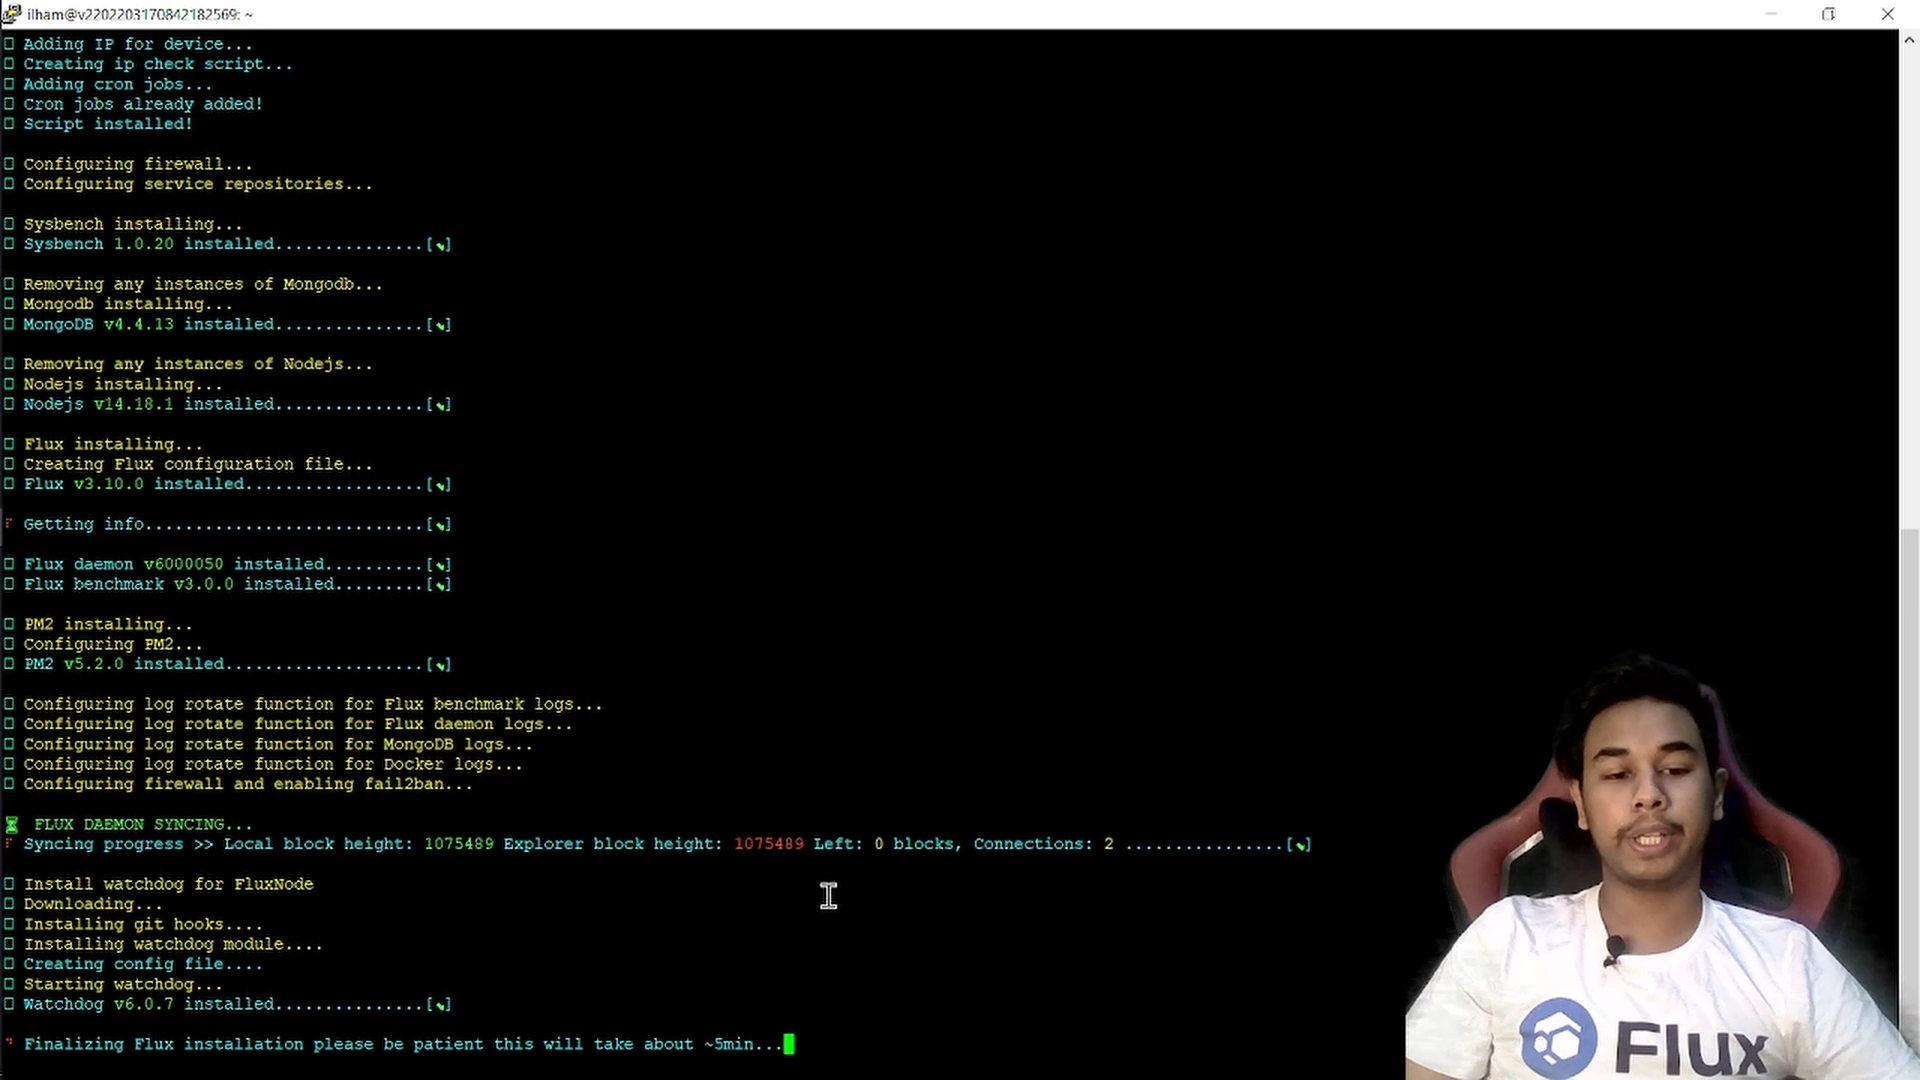 ilham@v2202203170842182569: ~
Adding IP for device...
Creating ip check script...
Adding cron jobs...
Cron jobs already added!
Script installed!
Configuring firewall...
Configuring service repositories...
Sysbench installing...
Sysbench 1.0.20 installed...............[✔]
Removing any instances of Mongodb...
Mongodb installing...
MongoDB v4.4.13 installed...............[✔]
Removing any instances of Nodejs...
Nodejs installing...
Nodejs v14.18.1 installed...............[✔]
Flux installing...
Creating Flux configuration file...
Flux v3.10.0 installed..................[✔]
Getting info............................[✔]
Flux daemon v6000050 installed..........[✔]
Flux benchmark v3.0.0 installed.........[✔]
PM2 installing...
Configuring PM2...
PM2 v5.2.0 installed....................[✔]
Configuring log rotate function for Flux benchmark logs...
Configuring log rotate function for Flux daemon logs...
Configuring log rotate function for MongoDB logs...
Configuring log rotate function for Docker logs...
Configuring firewall and enabling fail2ban...
FLUX DAEMON SYNCING...
Syncing progress >> Local block height: 1075489 Explorer block height: 1075489 Left: 0 blocks, Connections: 2 ................[✔]
Install watchdog for FluxNode
Downloading...
Installing git hooks....
Installing watchdog module....
Creating config file....
Starting watchdog...
Watchdog v6.0.7 installed...............[✔]
Finalizing Flux installation please be patient this will take about ~5min...
Flux